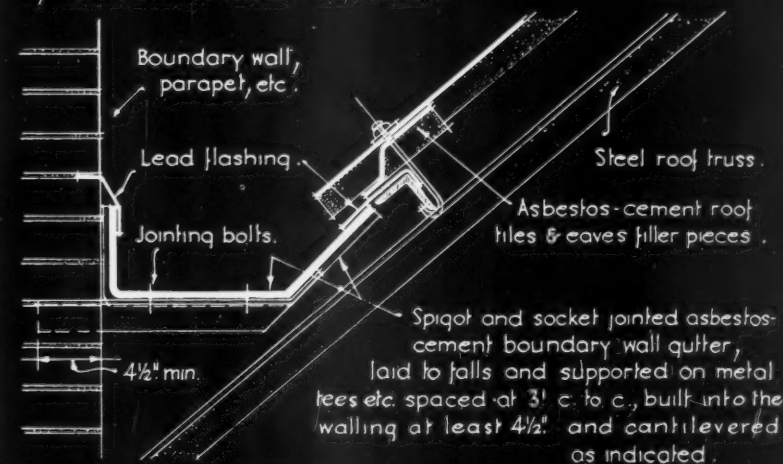 Boundary wall,
parapet, etc.
Lead flashing.
Steel roof truss.
Asbestos-cement roof
tiles & eaves filler pieces.
Jointing bolts.
Spigot and socket jointed asbestos-
cement boundary wall gutter,
laid to falls and supported on metal
tees etc. spaced at 3' c. to c., built into the
walling at least 4½" and cantilevered
as indicated.
4½" min.